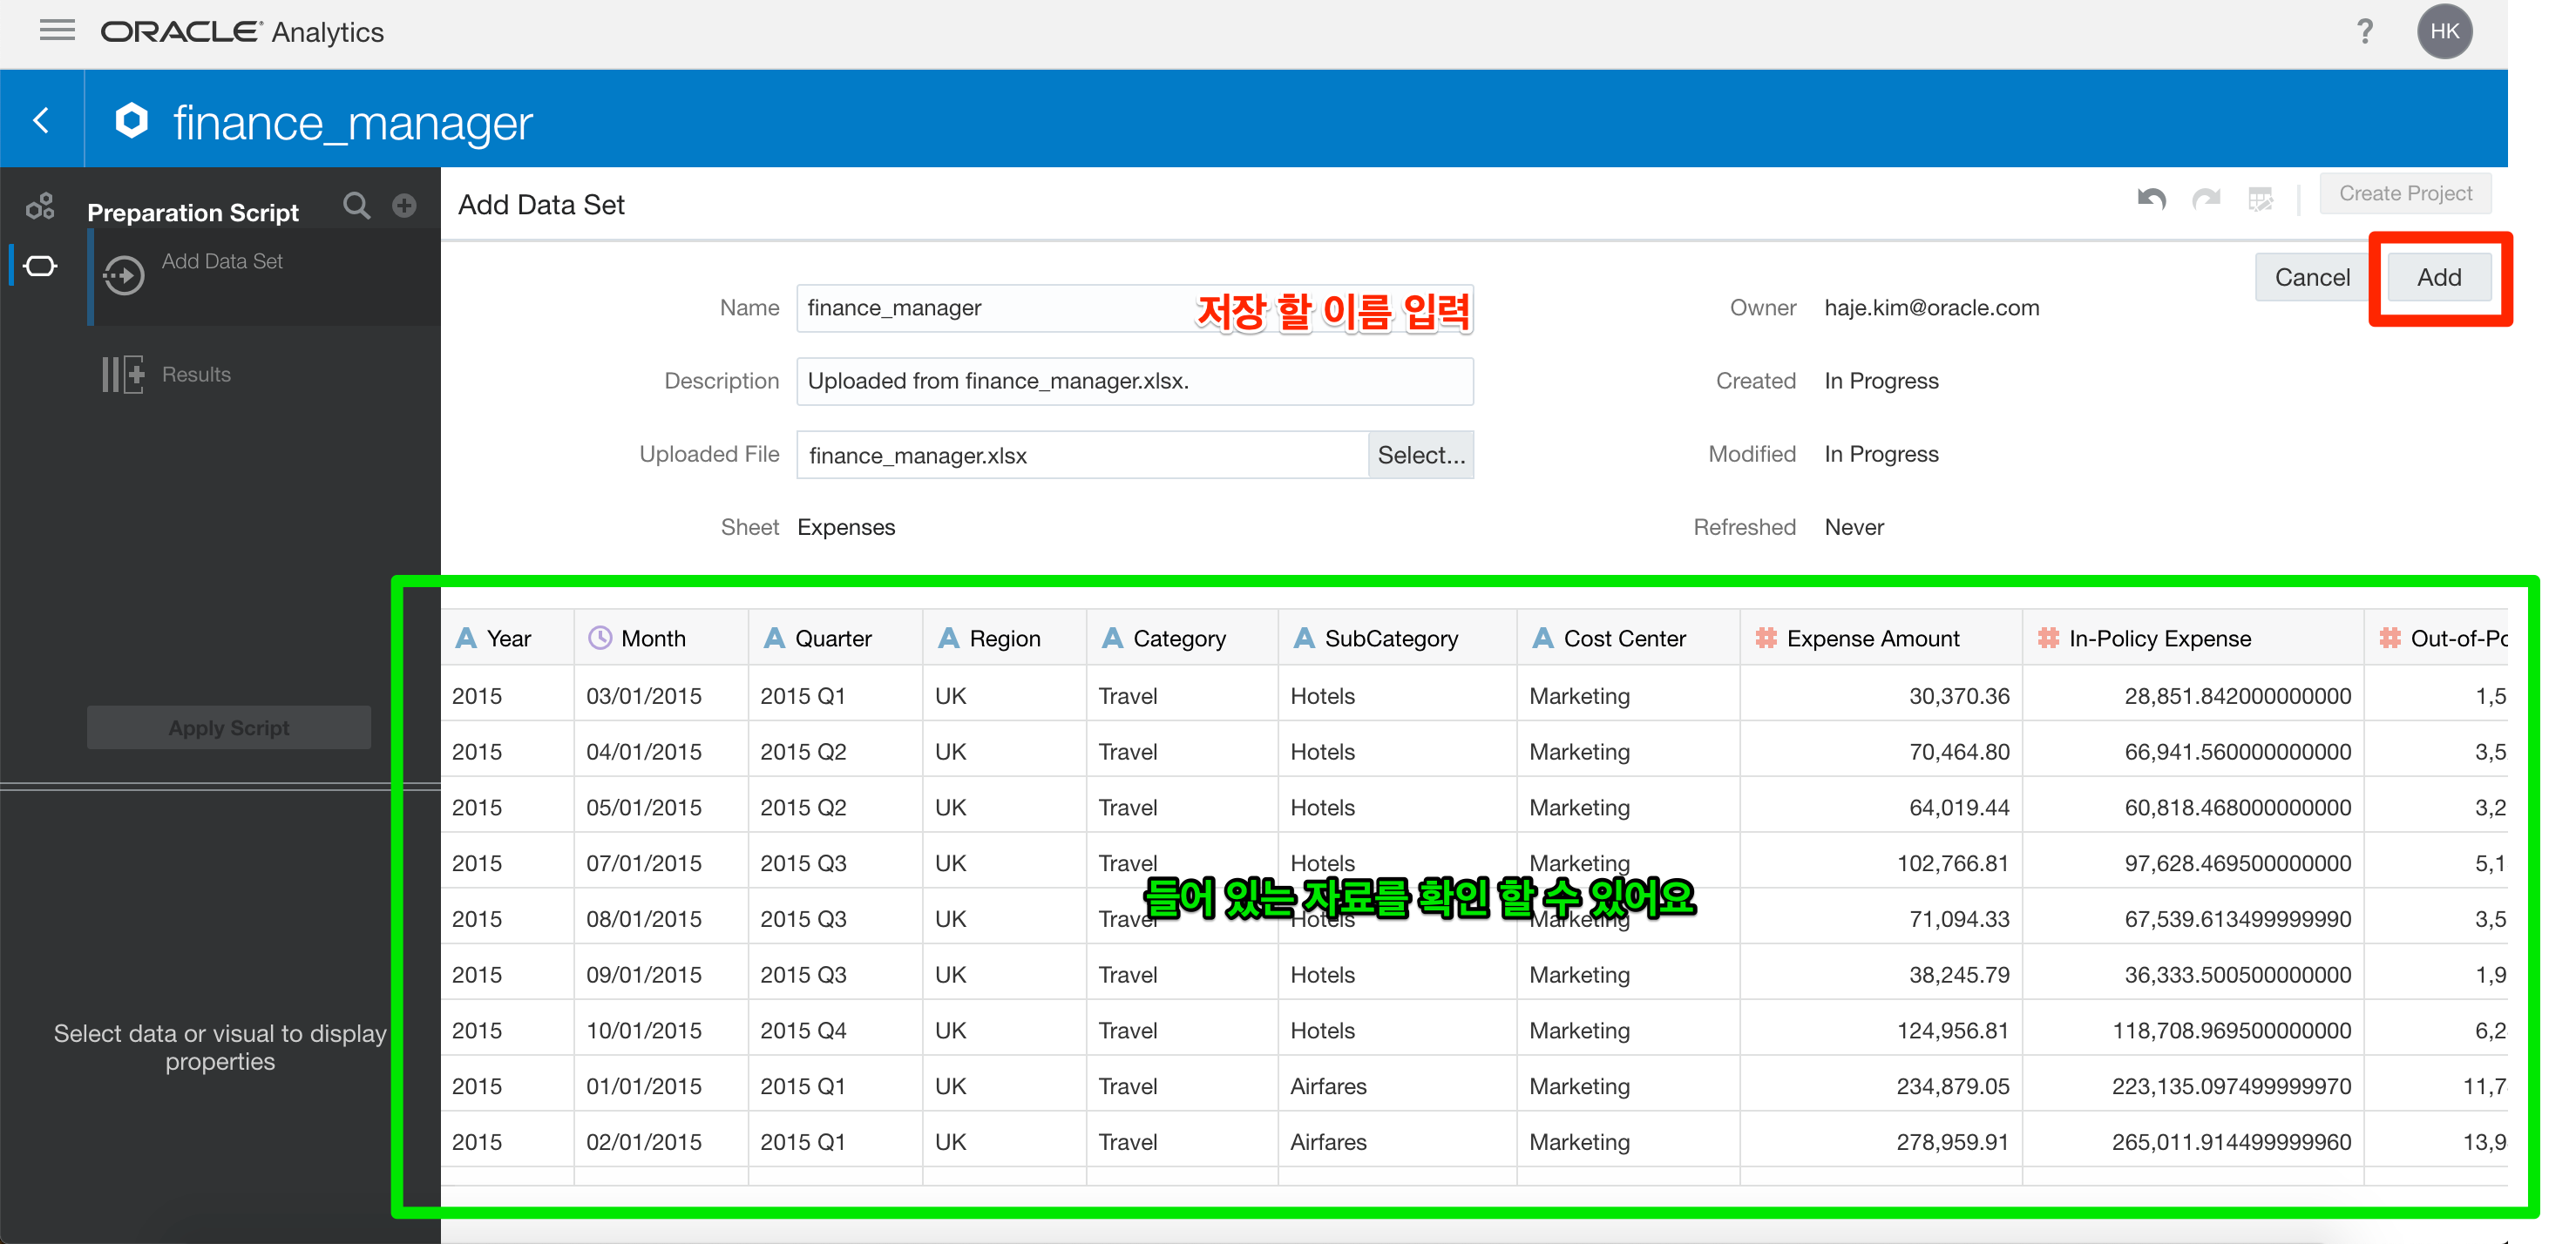 ORACLE Analytics
? HK
finance_manager
Preparation Script
Add Data Set
Results
Apply Script
Select data or visual to display
properties
Add Data Set
Create Project
Cancel Add
Name finance_manager 저장 할 이름 입력
Owner haje.kim@oracle.com
Description Uploaded from finance_manager.xlsx.
Created In Progress
Uploaded File finance_manager.xlsx Select...
Modified In Progress
Sheet Expenses
Refreshed Never
A Year Month A Quarter A Region A Category A SubCategory A Cost Center # Expense Amount # In-Policy Expense # Out-of-Po
2015 03/01/2015 2015 Q1 UK Travel Hotels Marketing 30,370.36 28,851.842000000000 1,5
2015 04/01/2015 2015 Q2 UK Travel Hotels Marketing 70,464.80 66,941.560000000000 3,5
2015 05/01/2015 2015 Q2 UK Travel Hotels Marketing 64,019.44 60,818.468000000000 3,2
2015 07/01/2015 2015 Q3 UK Travel Hotels Marketing 102,766.81 97,628.469500000000 5,1
들어 있는 자료를 확인 할 수 있어요
2015 08/01/2015 2015 Q3 UK Travel Hotels Marketing 71,094.33 67,539.613499999990 3,5
2015 09/01/2015 2015 Q3 UK Travel Hotels Marketing 38,245.79 36,333.500500000000 1,9
2015 10/01/2015 2015 Q4 UK Travel Hotels Marketing 124,956.81 118,708.969500000000 6,2
2015 01/01/2015 2015 Q1 UK Travel Airfares Marketing 234,879.05 223,135.097499999970 11,7
2015 02/01/2015 2015 Q1 UK Travel Airfares Marketing 278,959.91 265,011.914499999960 13,9